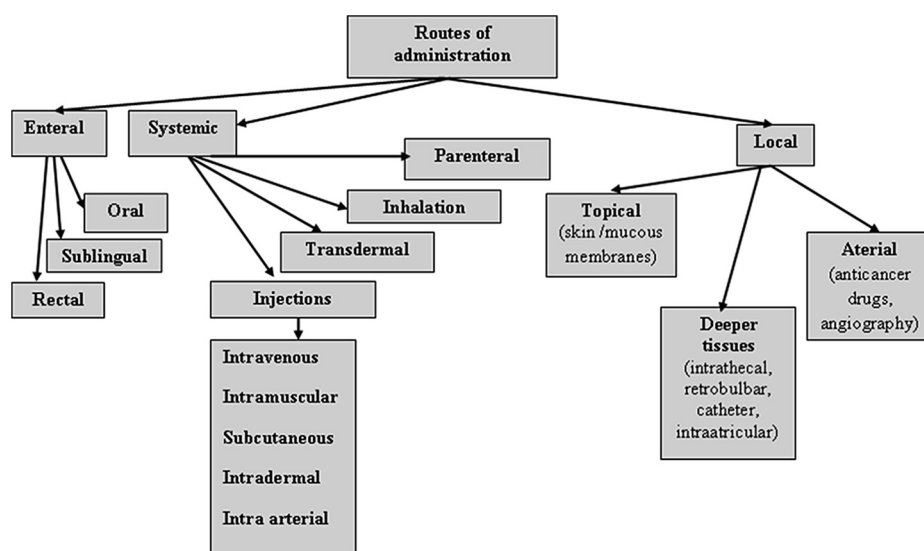 Routes of
administration
Enteral
Systemic
Local
Parenteral
Oral
Inhalation
Topical
(skin /mucous
membranes)
Sublingual
Transdermal
Aterial
(anticancer
drugs,
angiography)
Rectal
Injections
Deeper
tissues
(intrathecal,
retrobulbar,
catheter,
intraatricular)
Intravenous
Intramuscular
Subcutaneous
Intradermal
Intra arterial